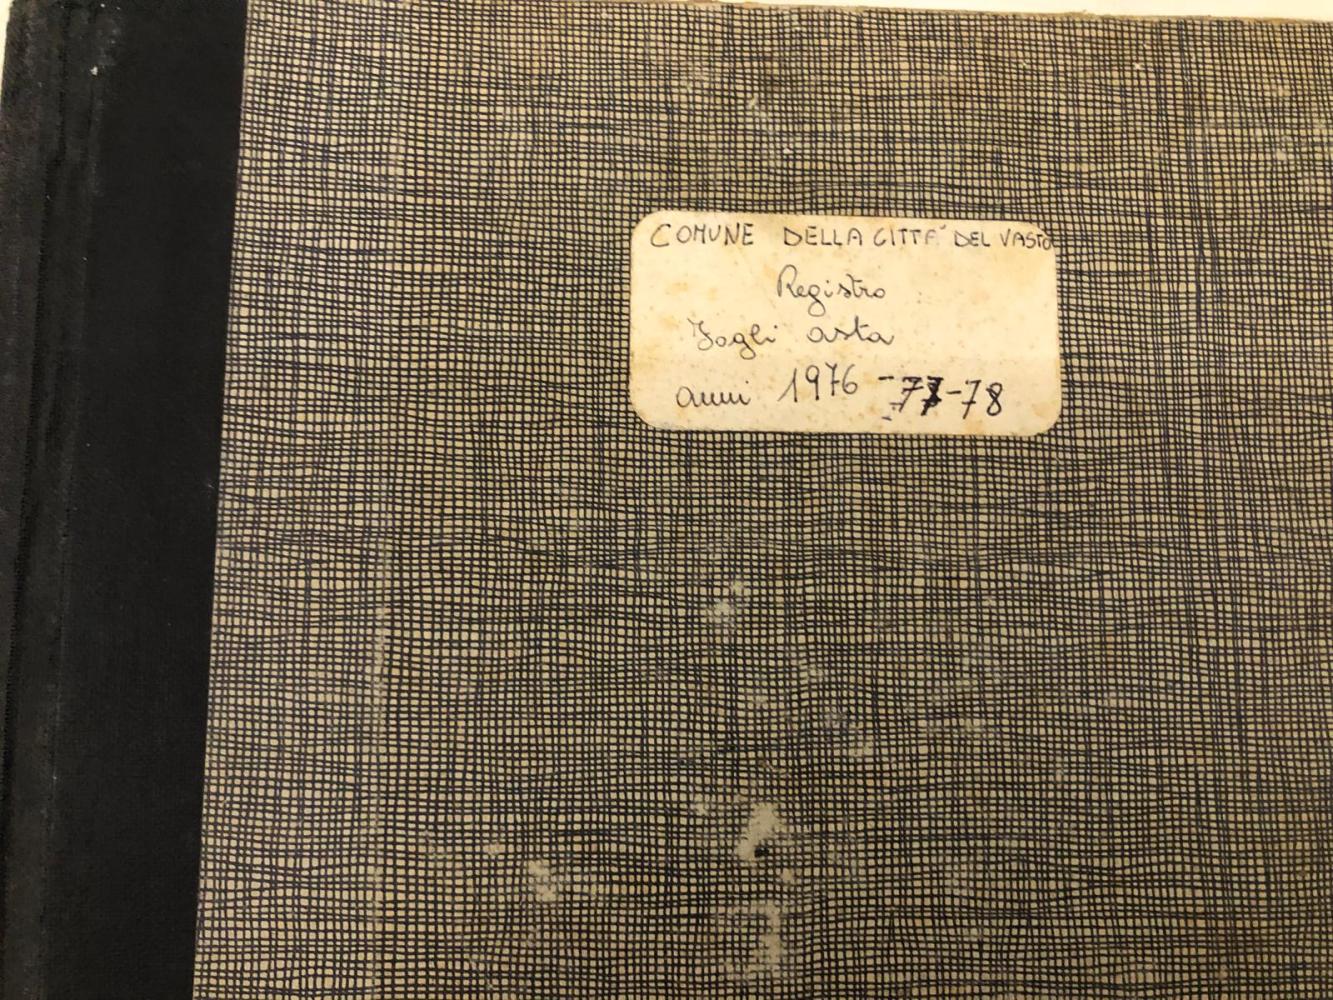 COMUNE DELLA CITTA' DEL VASTO
Registro
Fogli asta
anni 1976-77-78